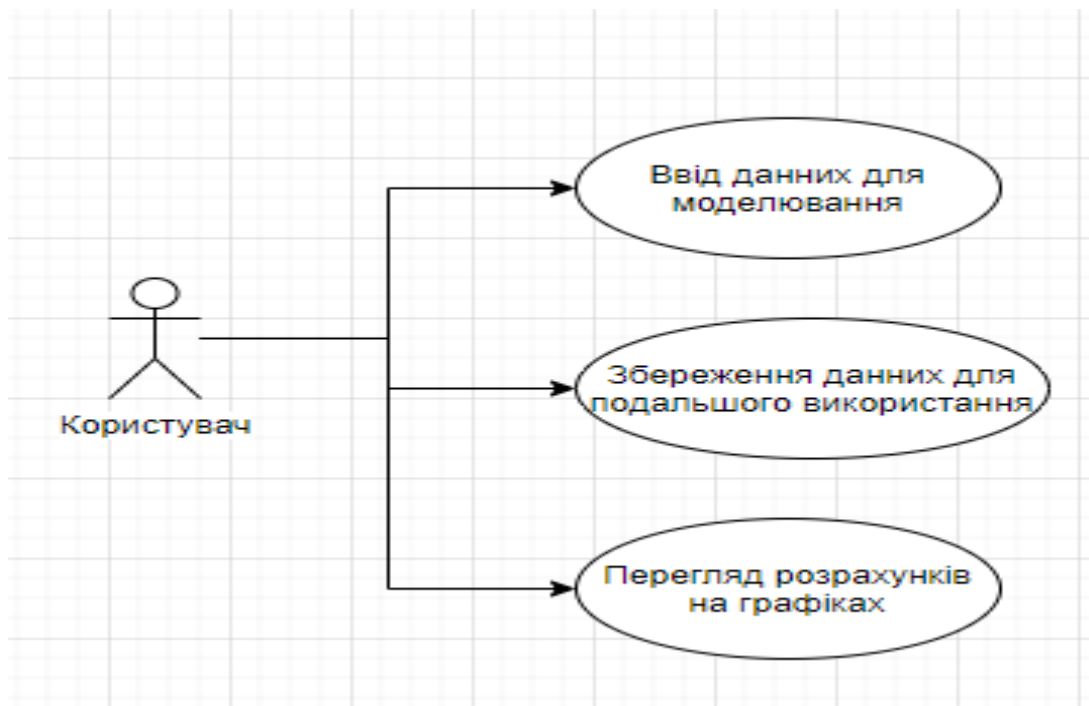 Ввід данних для
моделювання
Збереження данних для
подальшого використання
Користувач
Перегляд розрахунків
на графіках